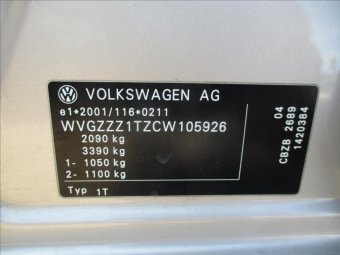 VOLKSWAGEN AG
e1*2001/116*0211
WVGZZZ1TZCW105926
2090 kg
3390 kg
1- 1050 kg
2- 1100 kg
Typ 1T
04
CBZB 2689
1420384